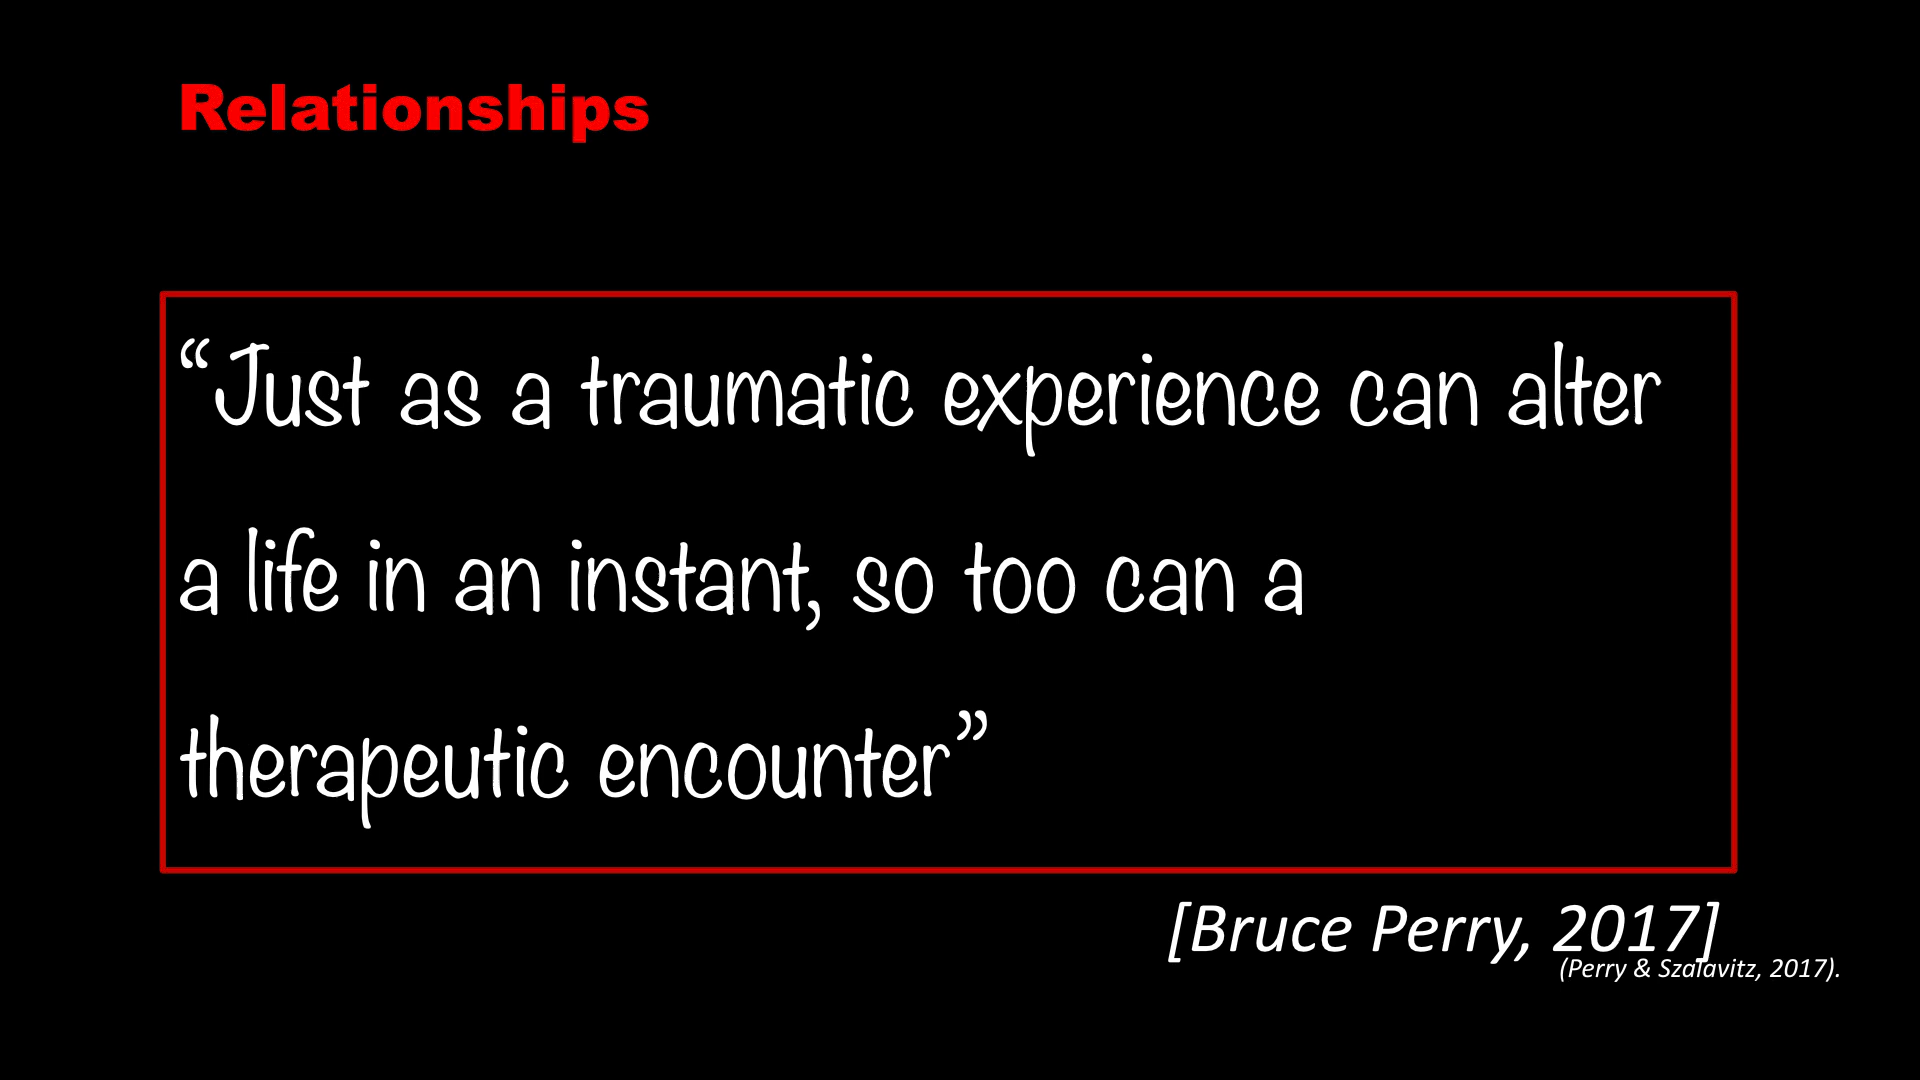 Relationships
“Just as a traumatic experience can alter
a life in an instant, so too can a
therapeutic encounter”
[Bruce Perry, 2017]
(Perry & Szalavitz, 2017).